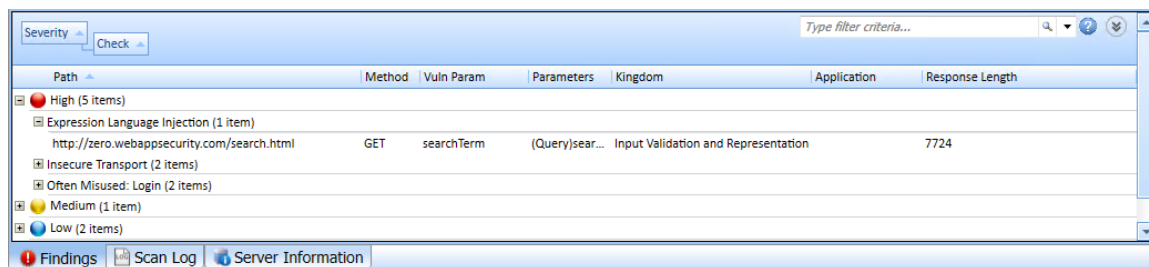 Severity
Check
Type filter criteria...
Path Method Vuln Param Parameters Kingdom Application Response Length
High (5 items)
Expression Language Injection (1 item)
http://zero.webappsecurity.com/search.html GET searchTerm (Query)sear... Input Validation and Representation 7724
Insecure Transport (2 items)
Often Misused: Login (2 items)
Medium (1 item)
Low (2 items)
Findings Scan Log Server Information